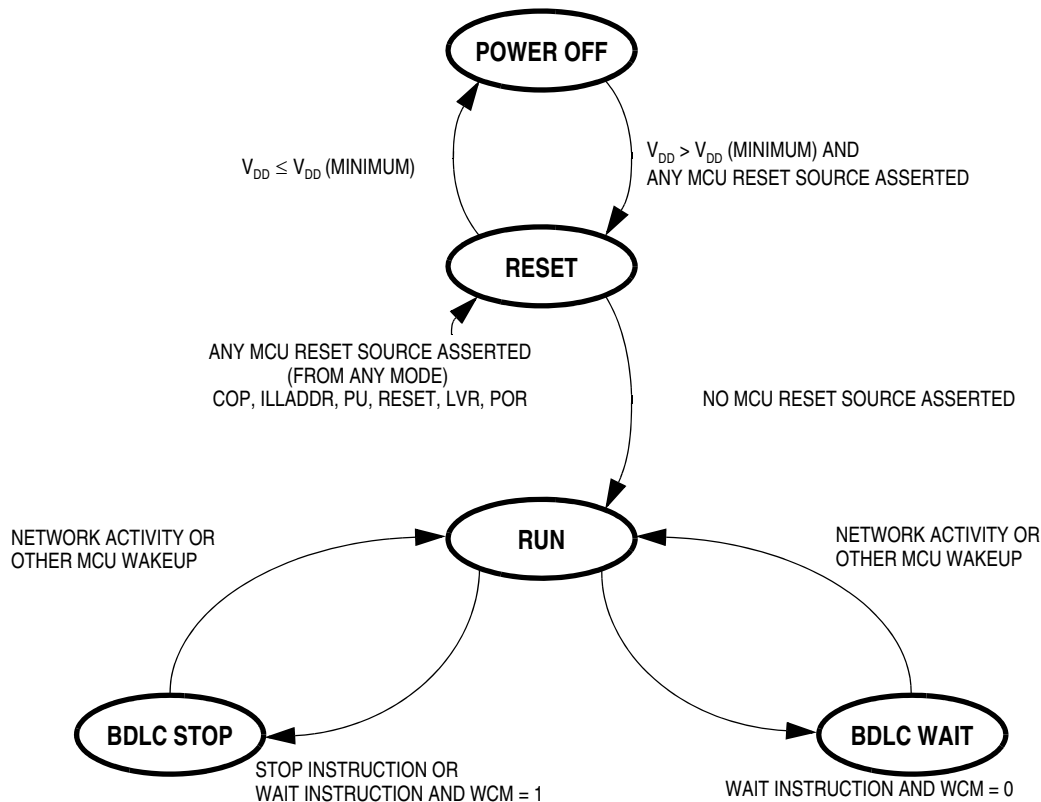 POWER OFF
V_DD ≤ V_DD (MINIMUM)
V_DD > V_DD (MINIMUM) AND
ANY MCU RESET SOURCE ASSERTED
RESET
ANY MCU RESET SOURCE ASSERTED
(FROM ANY MODE)
COP, ILLADDR, PU, RESET, LVR, POR
NO MCU RESET SOURCE ASSERTED
NETWORK ACTIVITY OR
OTHER MCU WAKEUP
RUN
NETWORK ACTIVITY OR
OTHER MCU WAKEUP
BDLC STOP
BDLC WAIT
STOP INSTRUCTION OR
WAIT INSTRUCTION AND WCM = 1
WAIT INSTRUCTION AND WCM = 0